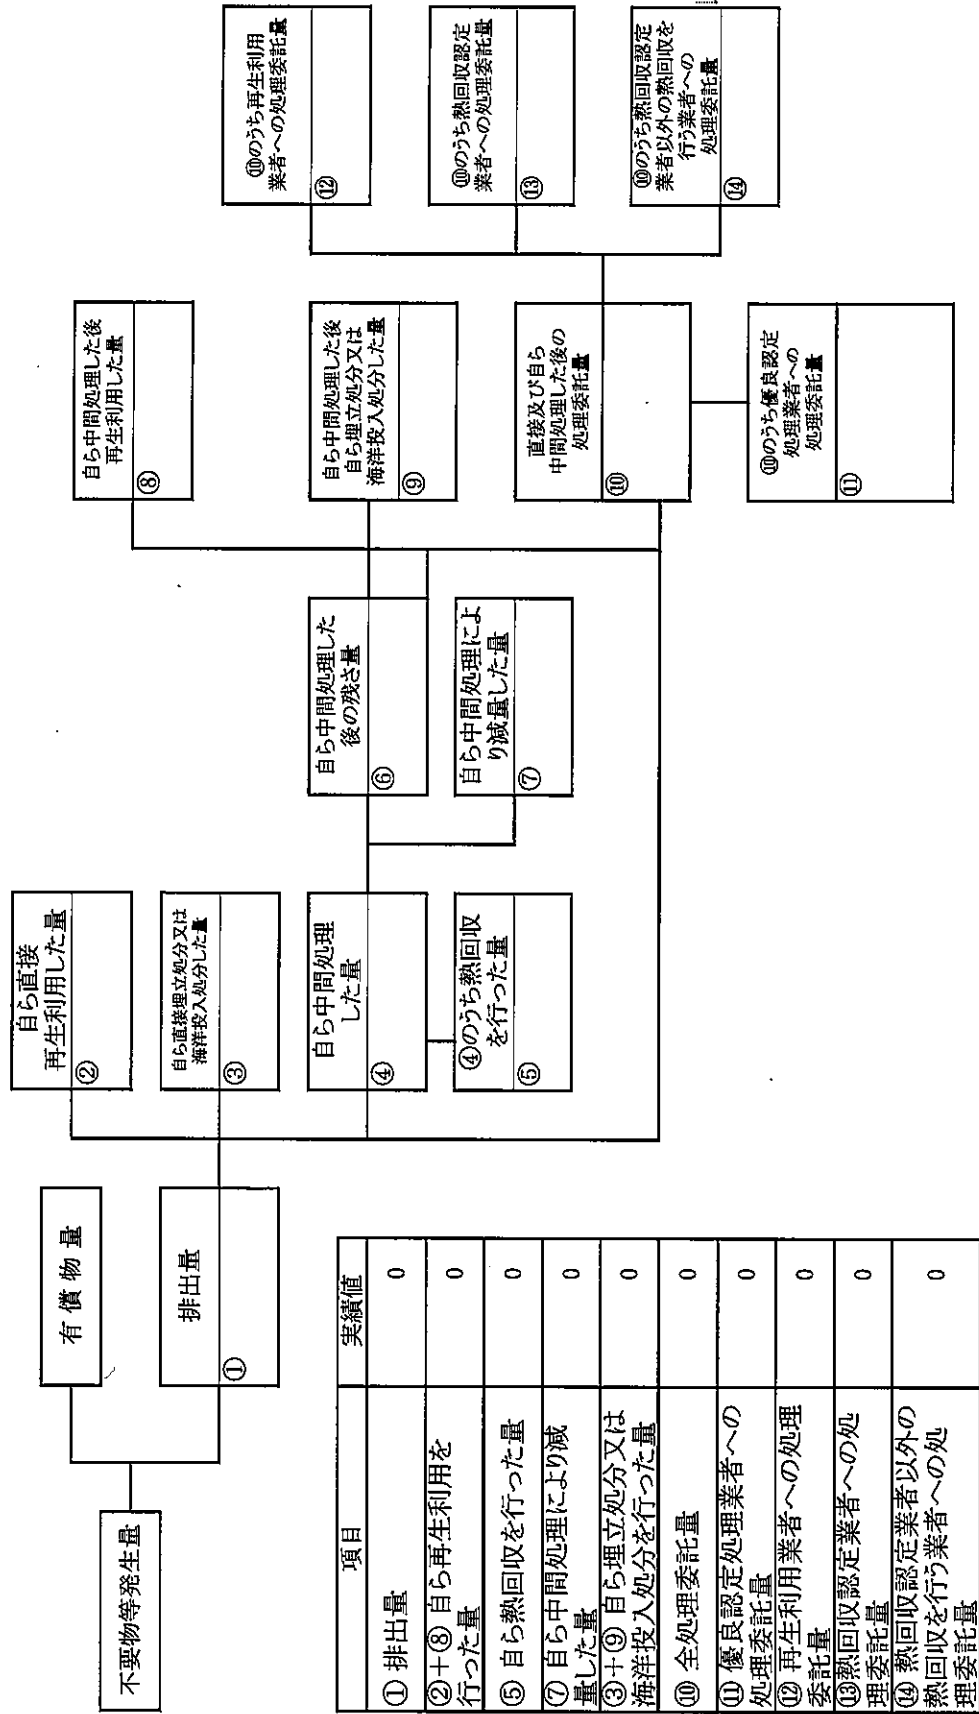 不要物等発生量
有償物量
排出量
①
自ら直接
再生利用した量
②
自ら直接埋立処分又は
海洋投入処分した量
③
自ら中間処理
した量
④
④のうち熱回収
を行った量
⑤
自ら中間処理した
後の残さ量
⑥
自ら中間処理によ
り減量した量
⑦
自ら中間処理した後
再生利用した量
⑧
自ら中間処理した後
自ら埋立処分又は
海洋投入処分した量
⑨
直接及び自ら
中間処理した後の
処理委託量
⑩
⑩のうち優良認定
処理業者への
処理委託量
⑪
⑩のうち再生利用
業者への処理委託量
⑫
⑩のうち熱回収認定
業者への処理委託量
⑬
⑩のうち熱回収認定
業者以外の熱回収を
行う業者への
処理委託量
⑭
項目 実績値
①排出量 0
②+⑧ 自ら再生利用を
行った量 0
⑤ 自ら熱回収を行った量 0
⑦ 自ら中間処理により減
量した量 0
③+⑨ 自ら埋立処分又は
海洋投入処分を行った量 0
⑩ 全処理委託量 0
⑪ 優良認定処理業者への
処理委託量 0
⑫ 再生利用業者への処理
委託量 0
⑬熱回収認定業者への処
理委託量 0
⑭ 熱回収認定業者以外の
熱回収を行う業者への処
理委託量 0